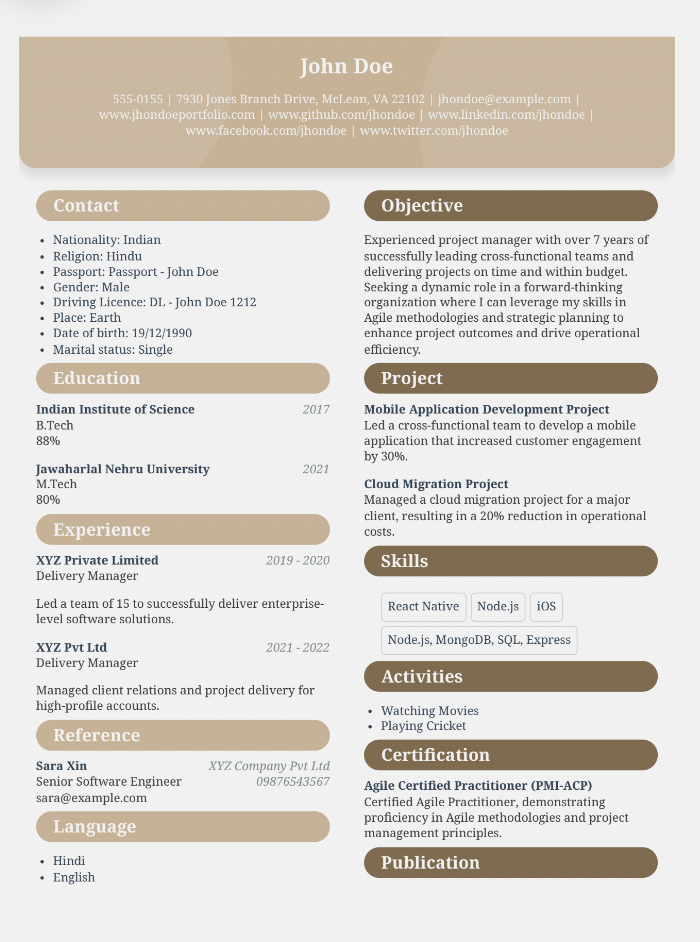 John Doe
555-0155 | 7930 Jones Branch Drive, McLean, VA 22102 | jhondoe@example.com |
www.jhondoeportfolio.com | www.github.com/jhondoe | www.linkedin.com/jhondoe |
www.facebook.com/jhondoe | www.twitter.com/jhondoe
Contact
• Nationality: Indian
• Religion: Hindu
• Passport: Passport - John Doe
• Gender: Male
• Driving Licence: DL - John Doe 1212
• Place: Earth
• Date of birth: 19/12/1990
• Marital status: Single
Education
Indian Institute of Science 2017
B.Tech
88%
Jawaharlal Nehru University 2021
M.Tech
80%
Experience
XYZ Private Limited 2019 - 2020
Delivery Manager
Led a team of 15 to successfully deliver enterprise-
level software solutions.
XYZ Pvt Ltd 2021 - 2022
Delivery Manager
Managed client relations and project delivery for
high-profile accounts.
Reference
Sara Xin XYZ Company Pvt Ltd
Senior Software Engineer 09876543567
sara@example.com
Language
• Hindi
• English
Objective
Experienced project manager with over 7 years of
successfully leading cross-functional teams and
delivering projects on time and within budget.
Seeking a dynamic role in a forward-thinking
organization where I can leverage my skills in
Agile methodologies and strategic planning to
enhance project outcomes and drive operational
efficiency.
Project
Mobile Application Development Project
Led a cross-functional team to develop a mobile
application that increased customer engagement
by 30%.
Cloud Migration Project
Managed a cloud migration project for a major
client, resulting in a 20% reduction in operational
costs.
Skills
React Native Node.js iOS
Node.js, MongoDB, SQL, Express
Activities
• Watching Movies
• Playing Cricket
Certification
Agile Certified Practitioner (PMI-ACP)
Certified Agile Practitioner, demonstrating
proficiency in Agile methodologies and project
management principles.
Publication